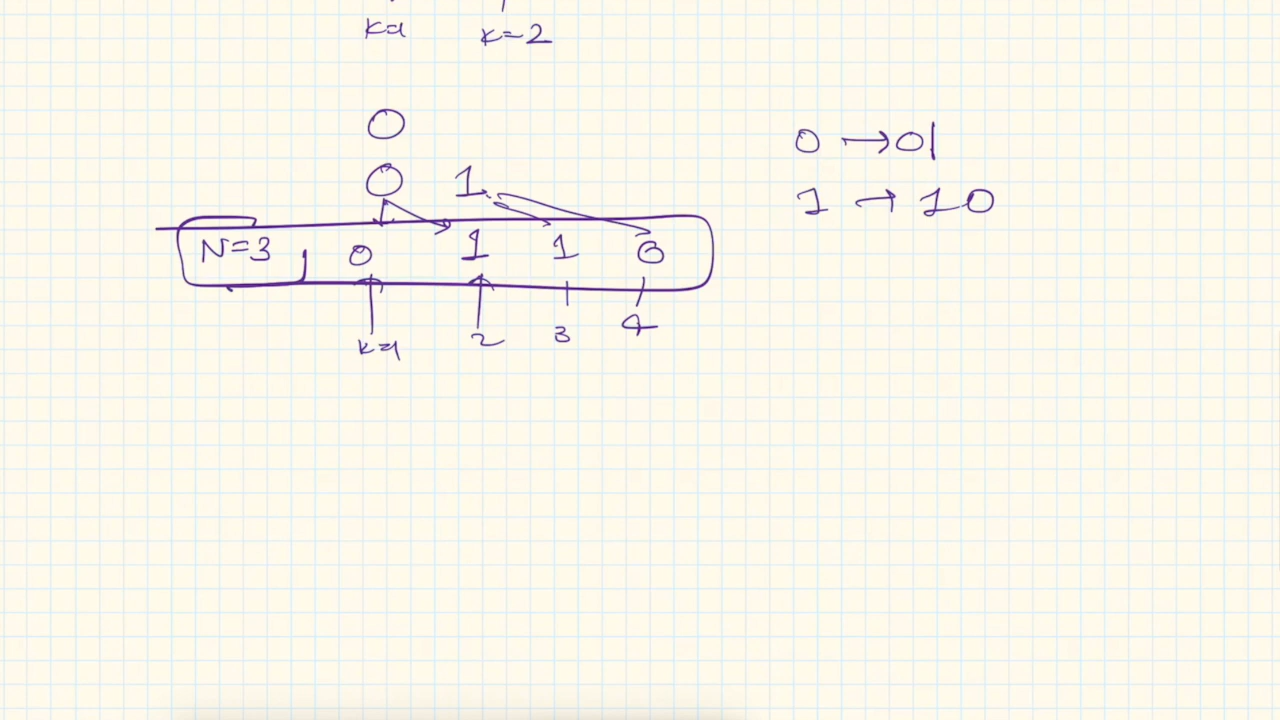 k=1 k=2
0
0 → 01
0 1
1 → 10
N=3 0 1 1 0
k=1 2 3 4